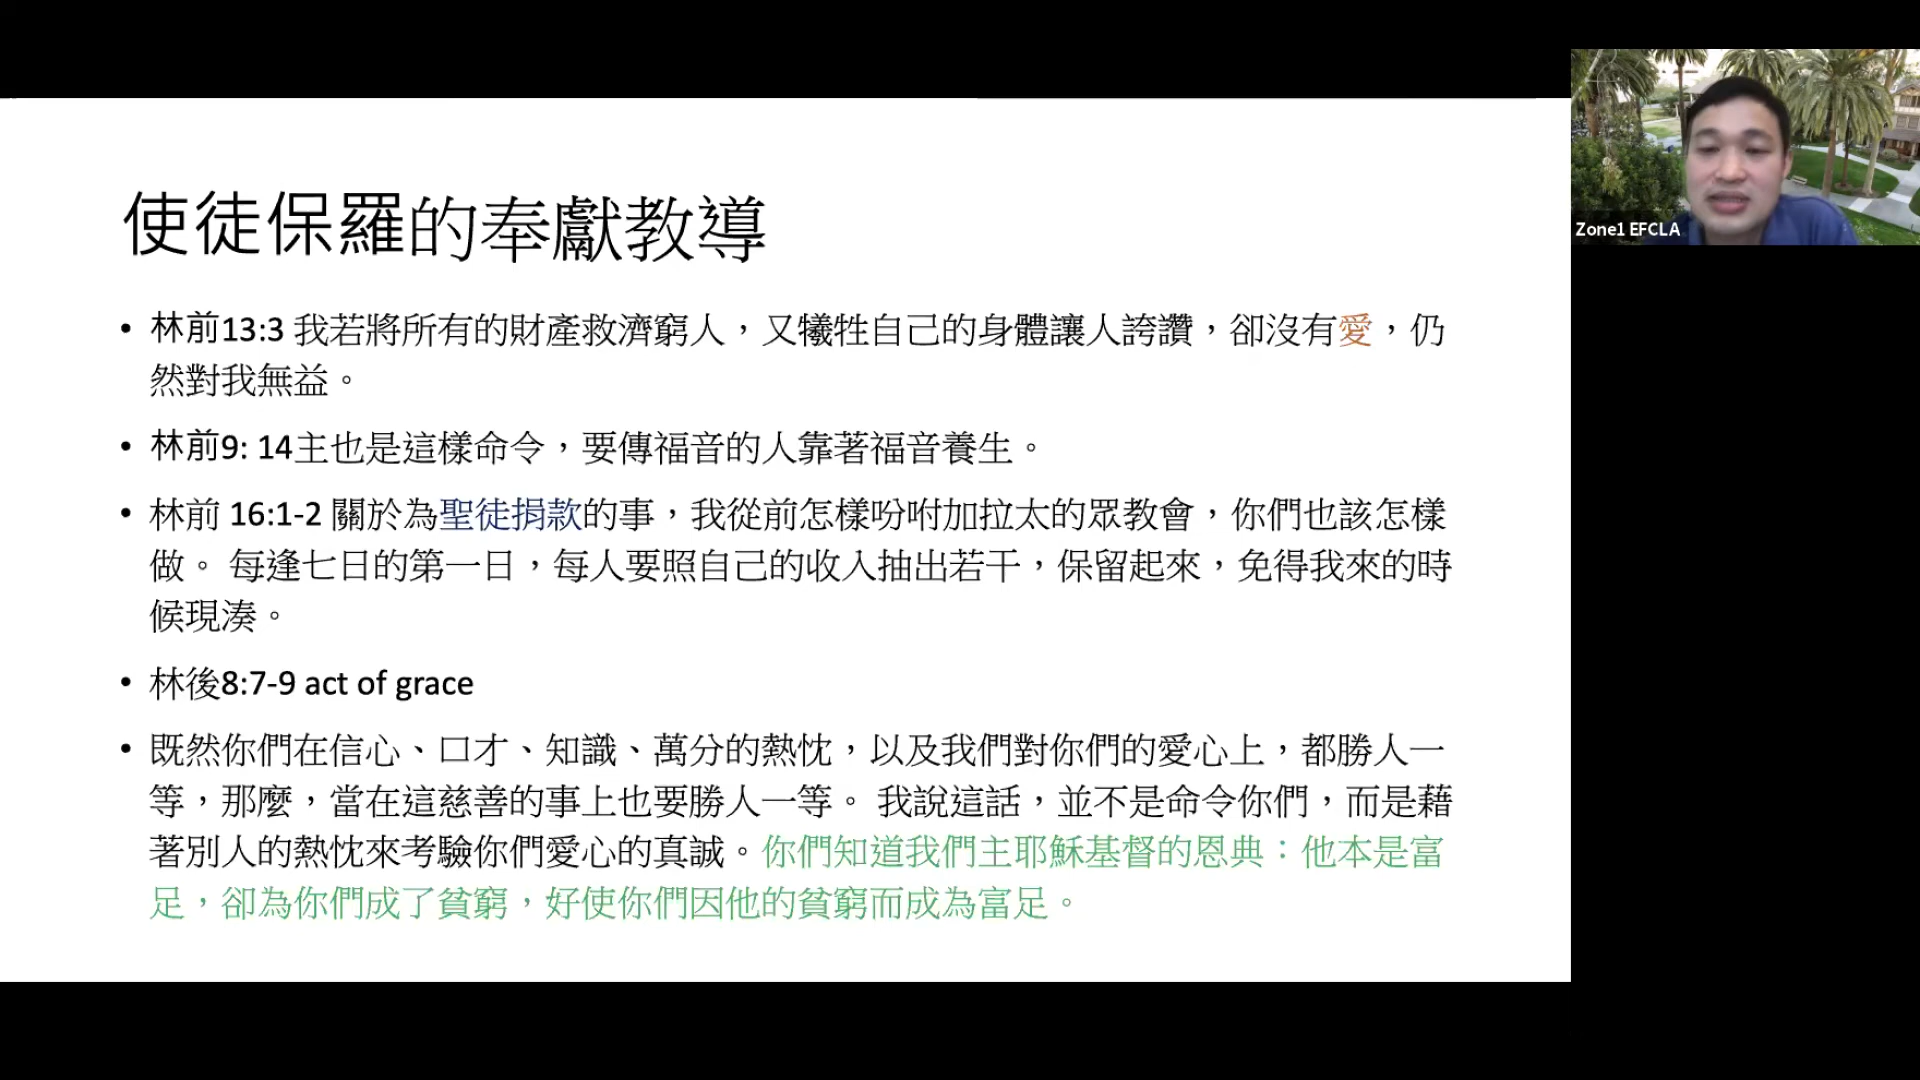 使徒保羅的奉獻教導
• 林前13:3 我若將所有的財產救濟窮人，又犧牲自己的身體讓人誇讚，卻沒有愛，仍
然對我無益。
• 林前9: 14主也是這樣命令，要傳福音的人靠著福音養生。
• 林前 16:1-2 關於為聖徒捐款的事，我從前怎樣吩咐加拉太的眾教會，你們也該怎樣
做。 每逢七日的第一日，每人要照自己的收入抽出若干，保留起來，免得我來的時
候現湊。
• 林後8:7-9 act of grace
• 既然你們在信心、口才、知識、萬分的熱忱，以及我們對你們的愛心上，都勝人一
等，那麼，當在這慈善的事上也要勝人一等。 我說這話，並不是命令你們，而是藉
著別人的熱忱來考驗你們愛心的真誠。你們知道我們主耶穌基督的恩典：他本是富
足，卻為你們成了貧窮，好使你們因他的貧窮而成為富足。
Zone1 EFCLA